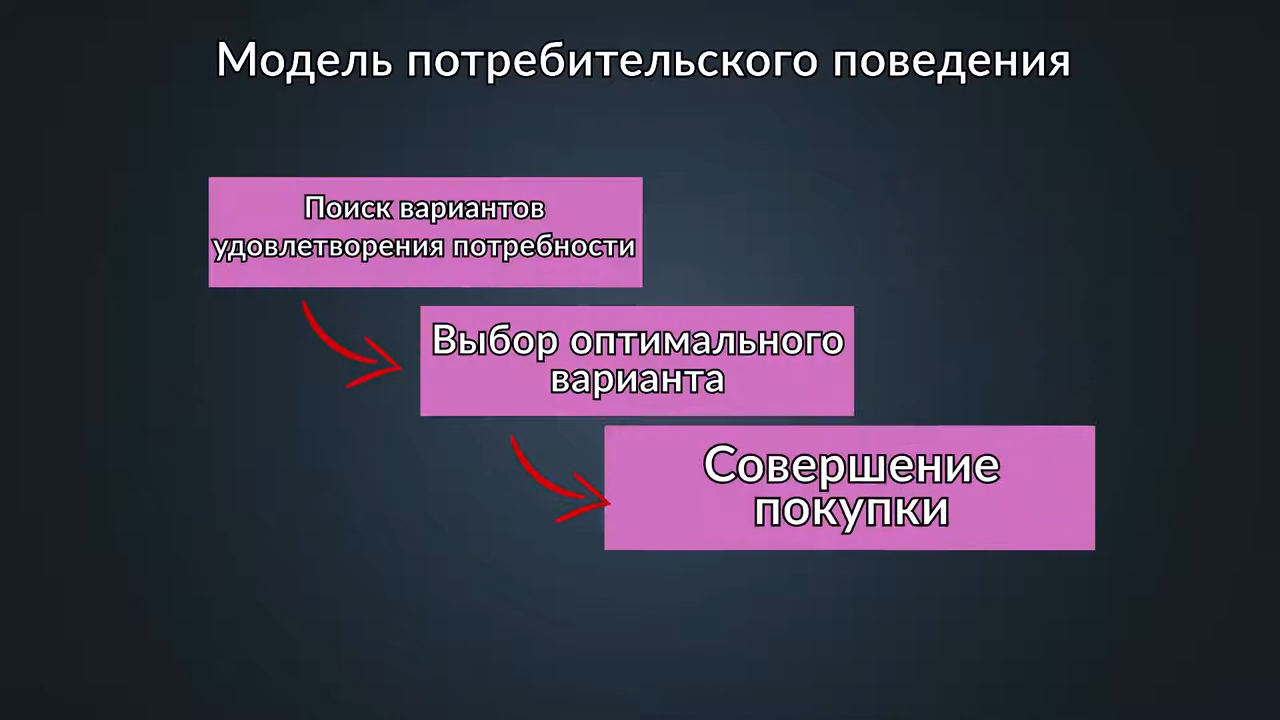 Модель потребительского поведения
Поиск вариантов
удовлетворения потребности
Выбор оптимального
варианта
Совершение
покупки